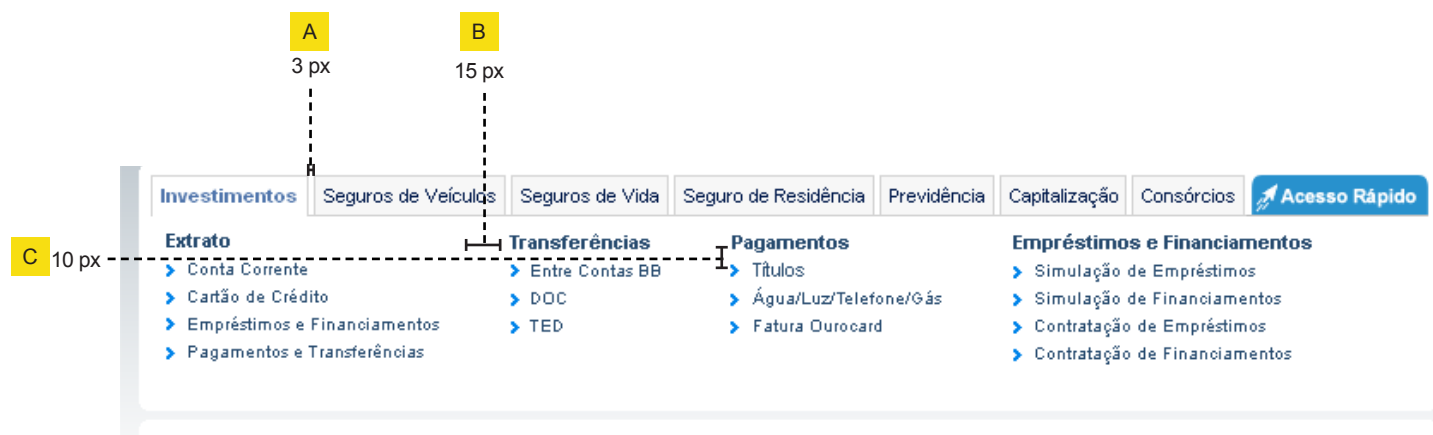 A B
3 px 15 px
Investimentos Seguros de Veículos Seguros de Vida Seguro de Residência Previdência Capitalização Consórcios Acesso Rápido
Extrato Transferências Pagamentos Empréstimos e Financiamentos
C 10 px
Conta Corrente Entre Contas BB Títulos Simulação de Empréstimos
Cartão de Crédito DOC Água/Luz/Telefone/Gás Simulação de Financiamentos
Empréstimos e Financiamentos TED Fatura Ourocard Contratação de Empréstimos
Pagamentos e Transferências Contratação de Financiamentos